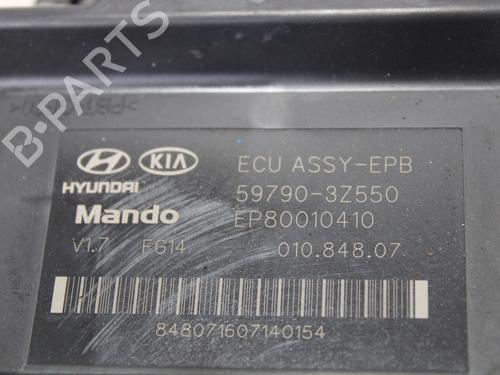 B-PARTS
HYUNDAI KIA ECU ASSY-EPB
59790-3Z550
Mando EP80010410
V1.7 FG14 010.848.07
848071607140154